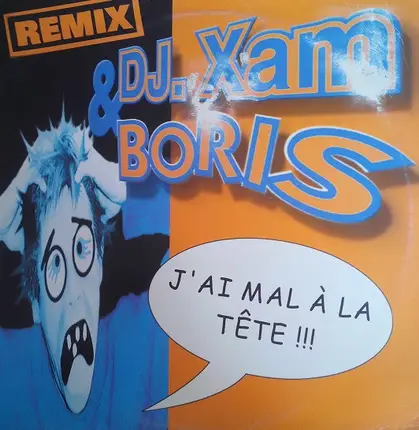 REMIX
DJ. Xam
& BORIS
J'AI MAL À LA
TÊTE !!!